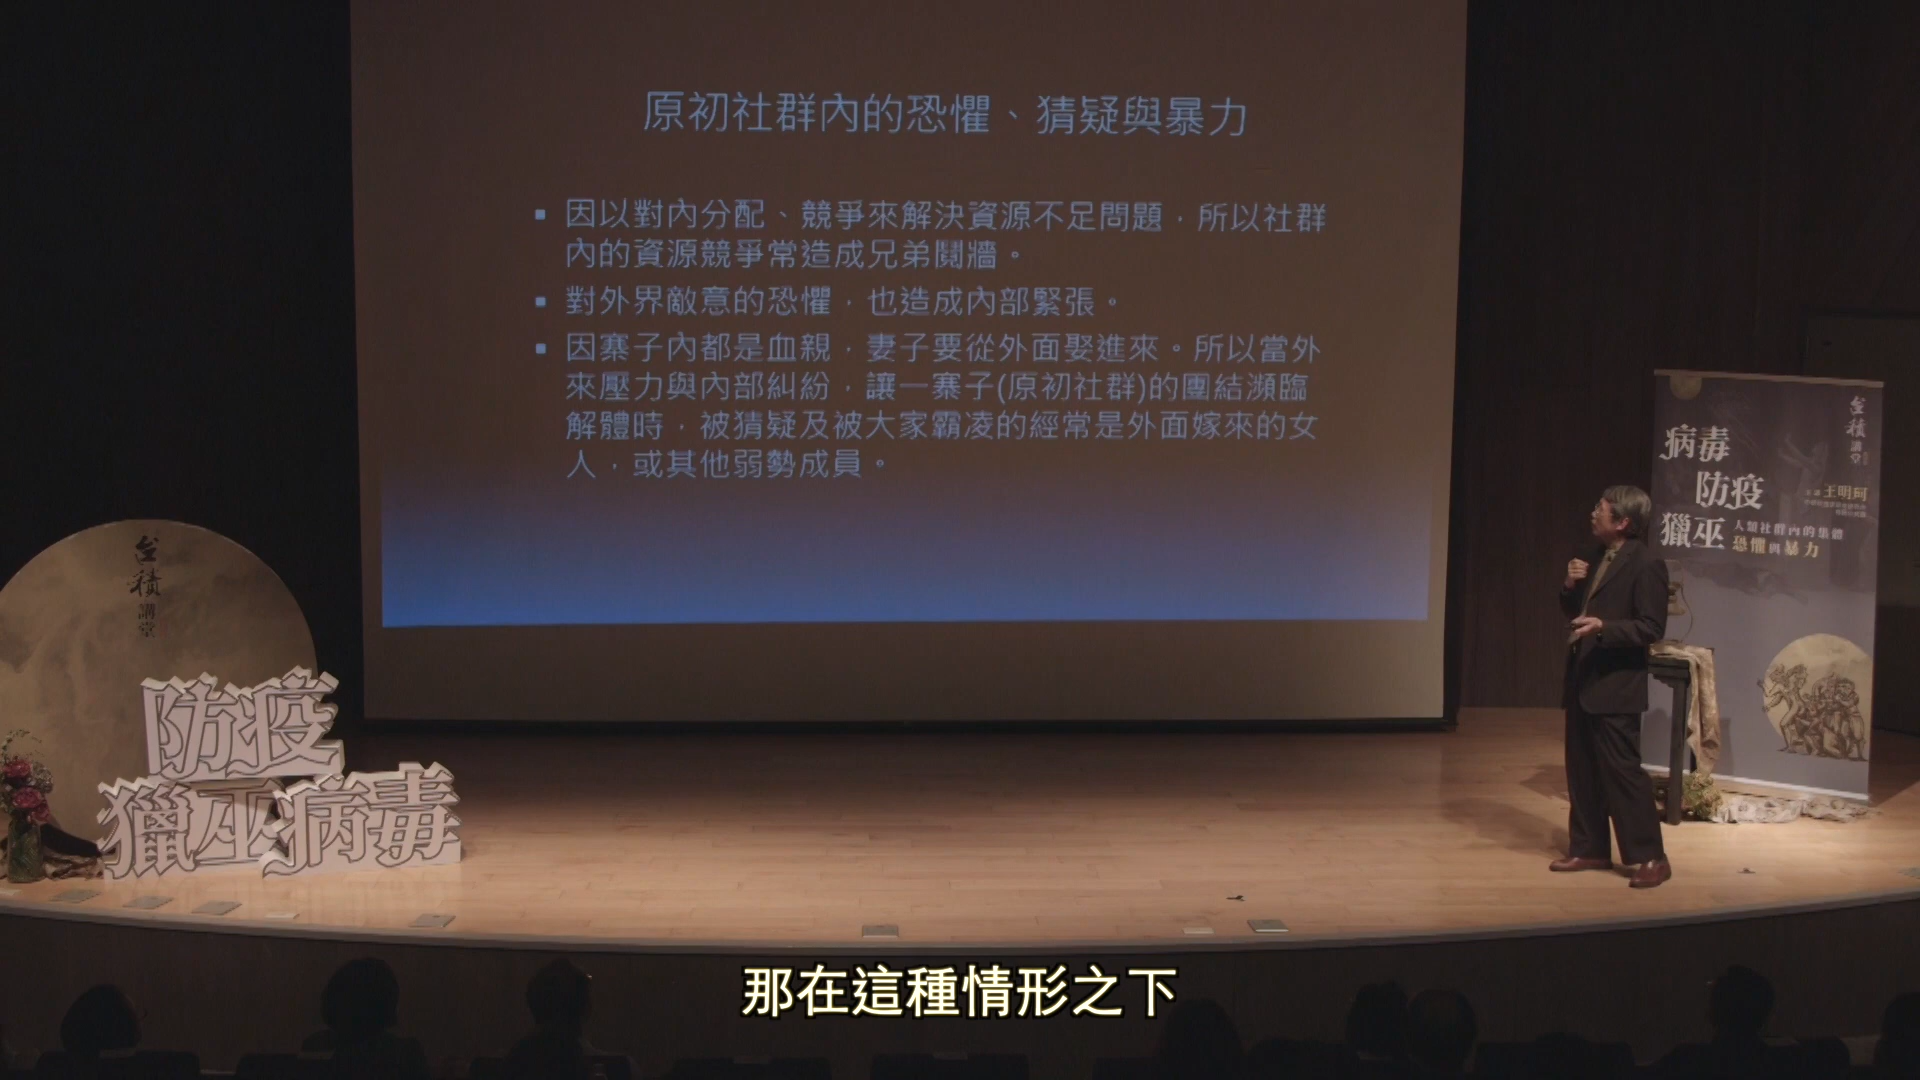 原初社群內的恐懼、猜疑與暴力
▪ 因以對內分配、競爭來解決資源不足問題，所以社群
內的資源競爭常造成兄弟鬩牆。
▪ 對外界敵意的恐懼，也造成內部緊張。
▪ 因寨子內都是血親，妻子要從外面娶進來。所以當外
來壓力與內部糾紛，讓一寨子(原初社群)的團結瀕臨
解體時，被猜疑及被大家霸凌的經常是外面嫁來的女
人，或其他弱勢成員。
台積
講堂
防疫
獵巫病毒
台積
講堂
病毒
防疫
獵巫
主講 王明珂
人類社群內的集體
恐懼與暴力
那在這種情形之下